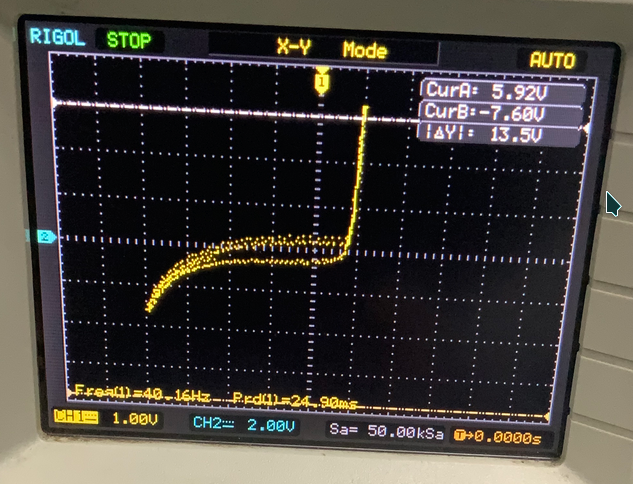 RIGOL STOP X-Y Mode AUTO
1
CurA: 5.92V
CurB:-7.60V
|ΔY|: 13.5V
2
Freq(1)=40.16Hz Prd(1)=24.90ms
CH1 1.00V CH2 2.00V Sa= 50.00kSa T→0.0000s